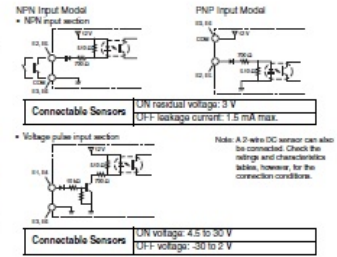 NPN Input Model
• NPN input section
PNP Input Model
12 V
COM
COM
Connectable Sensors
ON residual voltage: 3 V
OFF leakage current: 1.5 mA max.
• Voltage pulse input section
12 V
Note: A 2-wire DC sensor can also
be connected. Check the
ratings and characteristics
tables, however, for the
connection conditions.
Connectable Sensors
ON voltage: 4.5 to 30 V
OFF voltage: -30 to 2 V